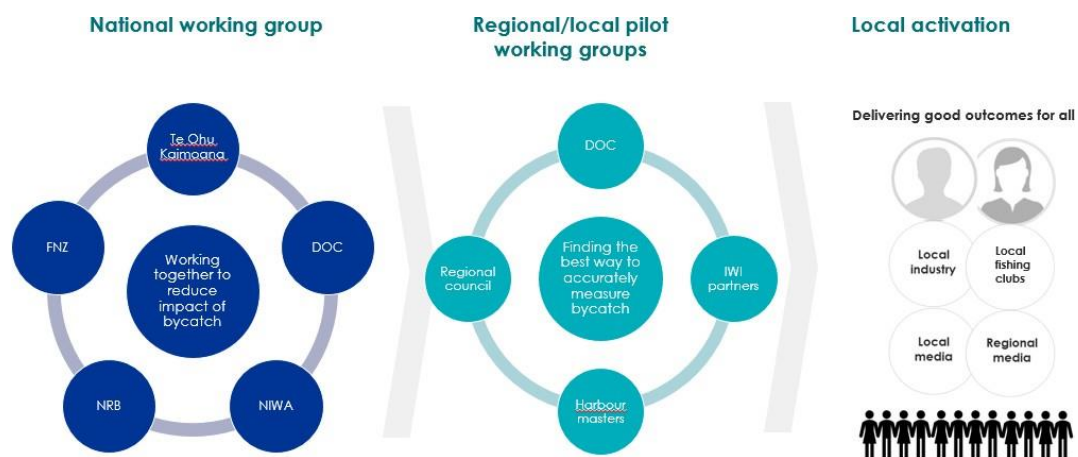 National working group
Regional/local pilot
working groups
Local activation
Te Ohu
Kaimoana
FNZ
DOC
Working
together to
reduce
impact of
bycatch
NRB
NIWA
DOC
Regional
council
Finding the
best way to
accurately
measure
bycatch
IWI
partners
Harbour
masters
Delivering good outcomes for all
Local
industry
Local
fishing
clubs
Local
media
Regional
media